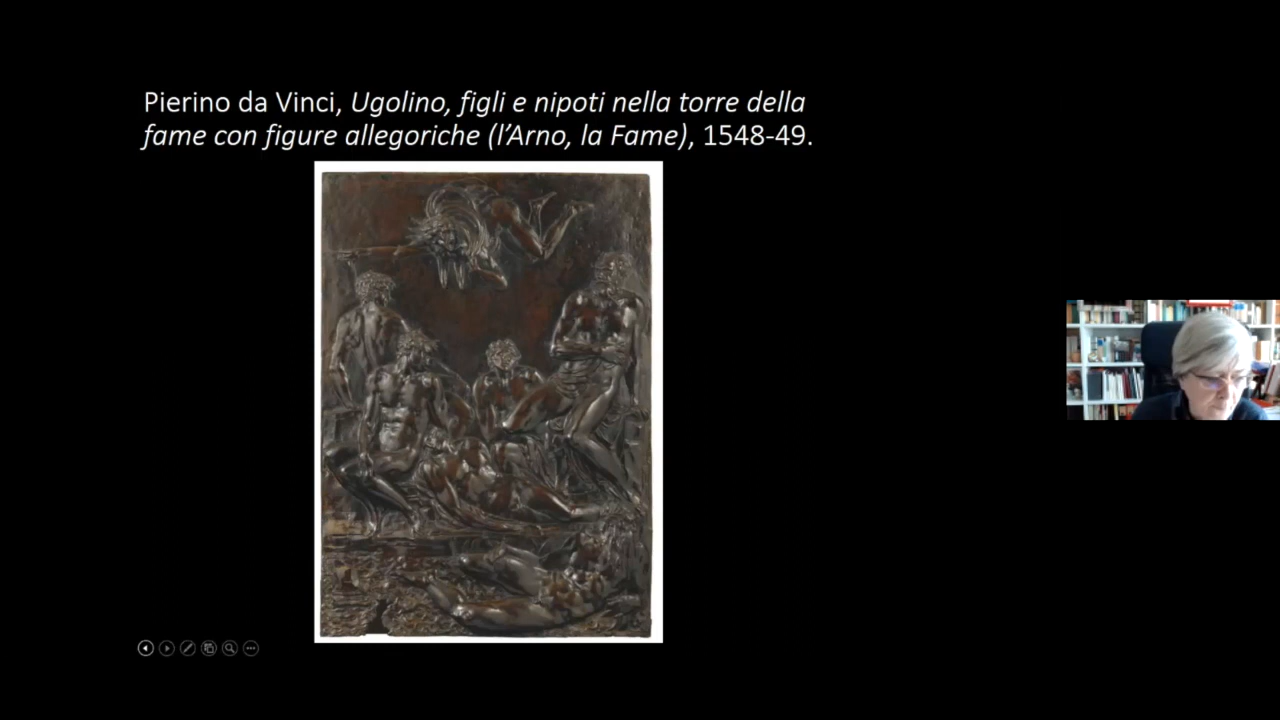 Pierino da Vinci, Ugolino, figli e nipoti nella torre della
fame con figure allegoriche (l’Arno, la Fame), 1548-49.